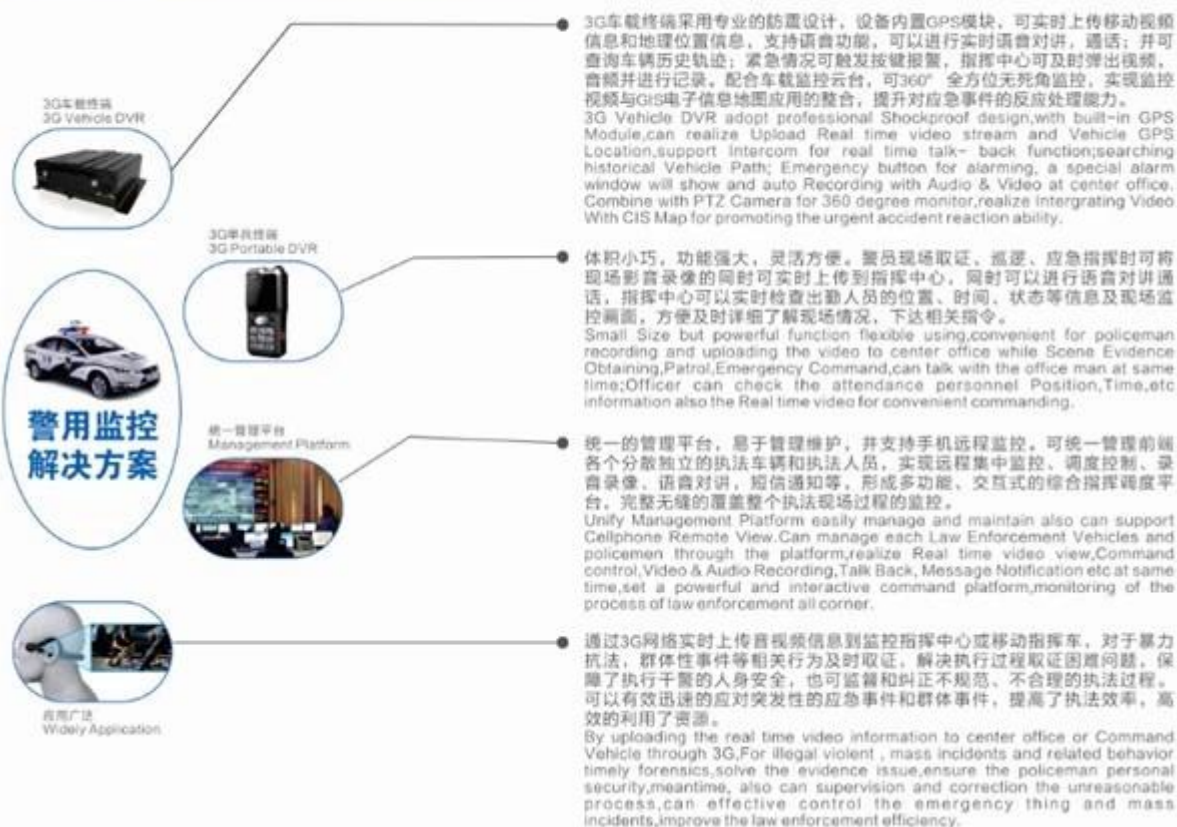 3G车载终端
3G Vehicle DVR
3G车载终端采用专业的防震设计，设备内置GPS模块，可实时上传移动视频
信息和地理位置信息，支持语音功能，可以进行实时语音对讲，通话；并可
查询车辆历史轨迹；紧急情况可触发按键报警，指挥中心可及时弹出视频，
音频并进行记录。配合车载监控云台，可360° 全方位无死角监控，实现监控
视频与GIS电子信息地图应用的整合，提升对应急事件的反应处理能力。
3G Vehicle DVR adopt professional Shockproof design,with built-in GPS
Module,can realize Upload Real time video stream and Vehicle GPS
Location,support Intercom for real time talk- back function;searching
historical Vehicle Path; Emergency button for alarming, a special alarm
window will show and auto Recording with Audio & Video at center office.
Combine with PTZ Camera for 360 degree monitor,realize Intergrating Video
With CIS Map for promoting the urgent accident reaction ability.
3G单兵终端
3G Portable DVR
体积小巧，功能强大，灵活方便。警员现场取证、巡逻、应急指挥时可将
现场影音录像的同时可实时上传到指挥中心，同时可以进行语音对讲通
话，指挥中心可以实时检查出勤人员的位置、时间、状态等信息及现场监
控画面，方便及时详细了解现场情况，下达相关指令。
Small Size but powerful function flexible using,convenient for policeman
recording and uploading the video to center office while Scene Evidence
Obtaining,Patrol,Emergency Command,can talk with the office man at same
time;Officer can check the attendance personnel Position,Time,etc
information also the Real time video for convenient commanding.
警用监控
解决方案
统一管理平台
Management Platform
统一的管理平台，易于管理维护，并支持手机远程监控。可统一管理前端
各个分散独立的执法车辆和执法人员，实现远程集中监控、调度控制、录
音录像、语音对讲，短信通知等，形成多功能、交互式的综合指挥调度平
台，完整无缝的覆盖整个执法现场过程的监控。
Unify Management Platform easily manage and maintain also can support
Cellphone Remote View.Can manage each Law Enforcement Vehicles and
policemen through the platform,realize Real time video view,Command
control,Video & Audio Recording,Talk Back, Message Notification etc at same
time,set a powerful and interactive command platform,monitoring of the
process of law enforcement all corner.
应用广泛
Widely Application
通过3G网络实时上传音视频信息到监控指挥中心或移动指挥车，对于暴力
抗法，群体性事件等相关行为及时取证，解决执行过程取证困难问题，保
障了执行干警的人身安全，也可监督和纠正不规范、不合理的执法过程。
可以有效迅速的应对突发性的应急事件和群体事件，提高了执法效率，高
效的利用了资源。
By uploading the real time video information to center office or Command
Vehicle through 3G,For illegal violent , mass incidents and related behavior
timely forensics,solve the evidence issue,ensure the policeman personal
security,meantime, also can supervision and correction the unreasonable
process,can effective control the emergency thing and mass
incidents,improve the law enforcement efficiency.